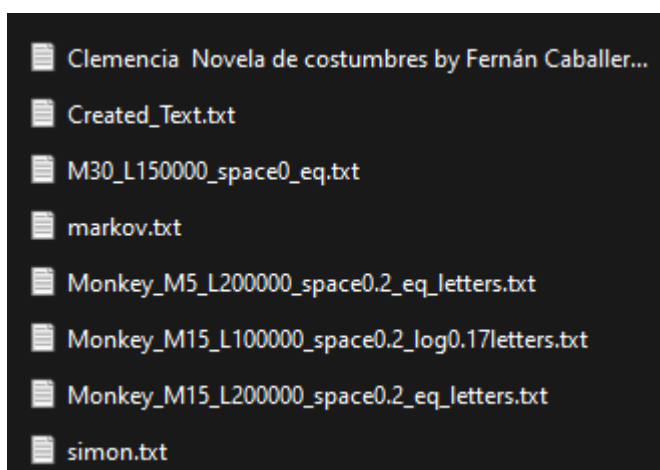 Clemencia  Novela de costumbres by Fernán Caballer...
Created_Text.txt
M30_L150000_space0_eq.txt
markov.txt
Monkey_M5_L200000_space0.2_eq_letters.txt
Monkey_M15_L100000_space0.2_log0.17letters.txt
Monkey_M15_L200000_space0.2_eq_letters.txt
simon.txt